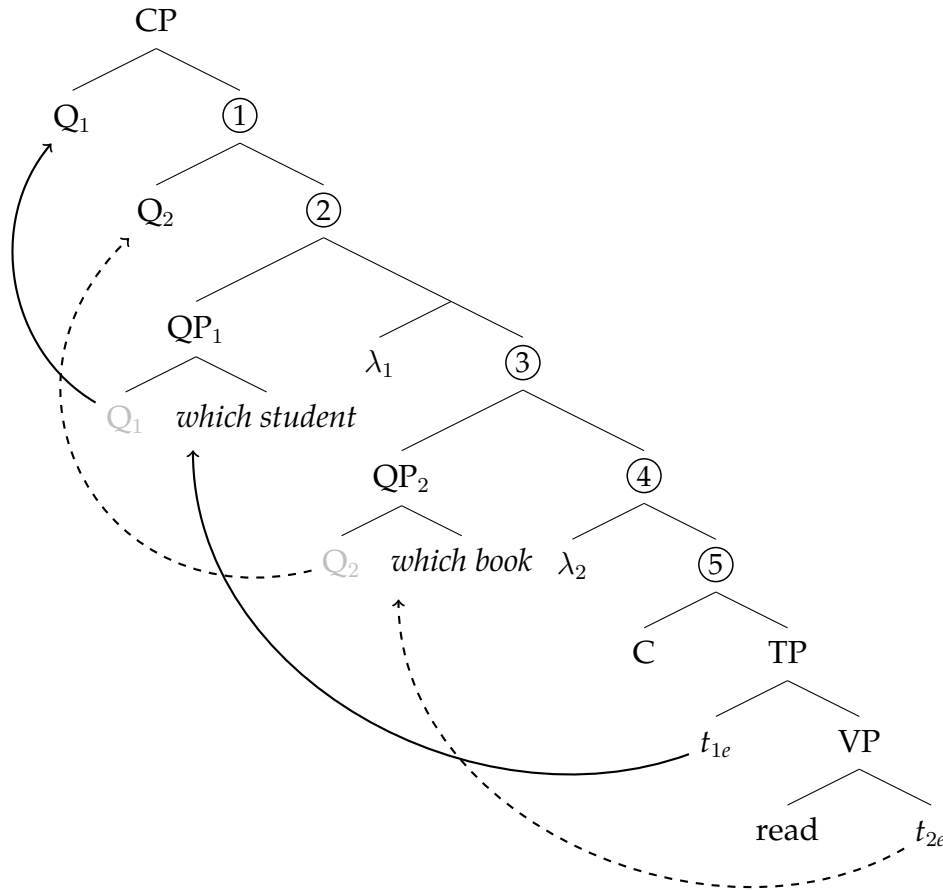 CP
Q₁ ①
Q₂ ②
QP₁
λ₁ ③
Q₁ which student
QP₂ ④
Q₂ which book λ₂ ⑤
C TP
t₁ₑ VP
read t₂ₑ